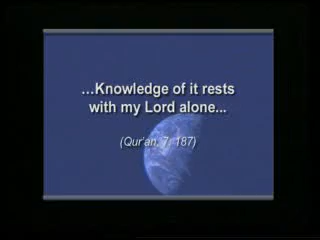 ...Knowledge of it rests
with my Lord alone...
(Qur'an, 7: 187)